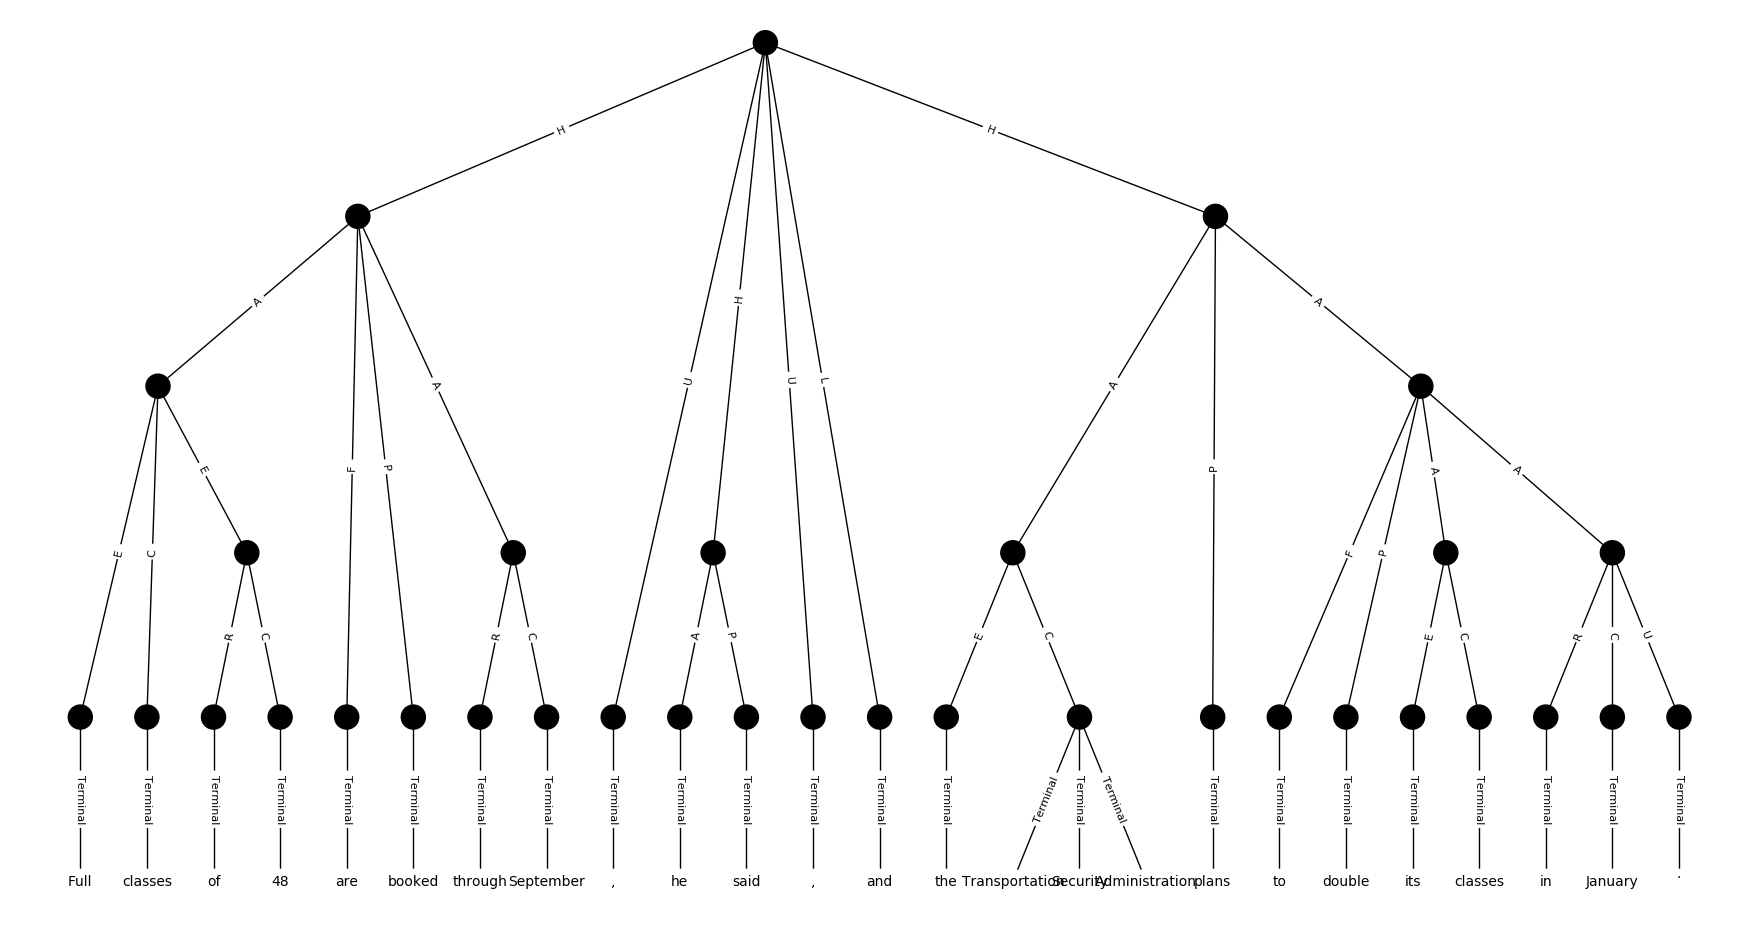 H H
A H A
U U L A
E F P A P A
E C F P
R C R C A P E C E C R C U
Terminal Terminal Terminal Terminal Terminal Terminal Terminal Terminal Terminal Terminal Terminal Terminal Terminal Terminal Terminal Terminal Terminal Terminal Terminal Terminal Terminal Terminal Terminal Terminal Terminal
Full classes of 48 are booked through September , he said , and the Transportation Security Administration plans to double its classes in January .